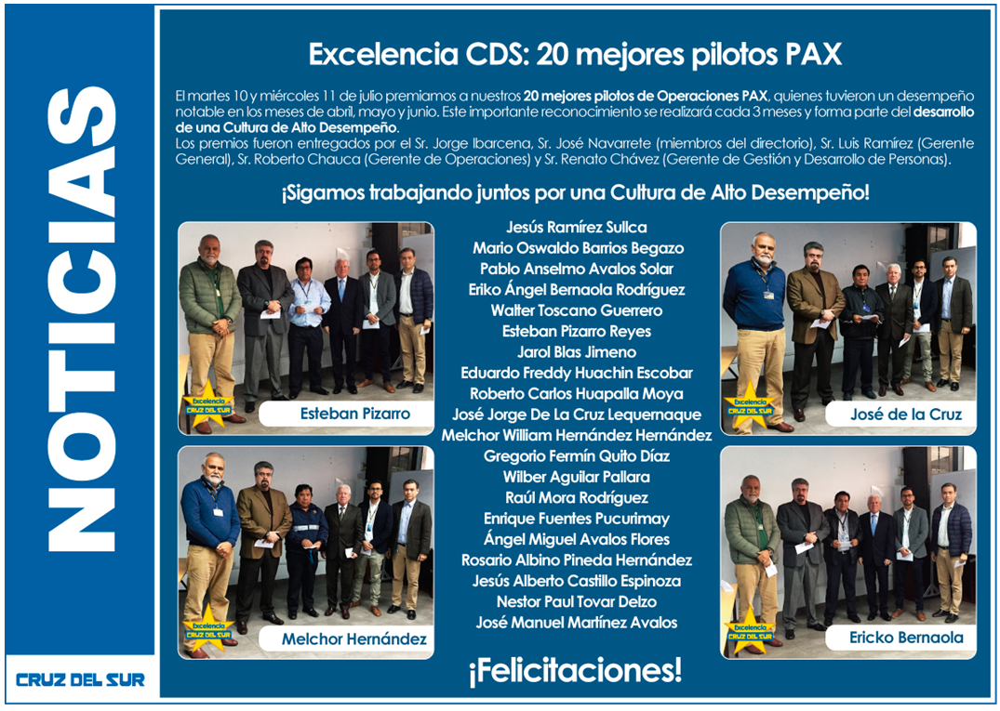 NOTICIAS
CRUZ DEL SUR
Excelencia CDS: 20 mejores pilotos PAX
El martes 10 y miércoles 11 de julio premiamos a nuestros 20 mejores pilotos de Operaciones PAX, quienes tuvieron un desempeño
notable en los meses de abril, mayo y junio. Este importante reconocimiento se realizará cada 3 meses y forma parte del desarrollo
de una Cultura de Alto Desempeño.
Los premios fueron entregados por el Sr. Jorge Ibarcena, Sr. José Navarrete (miembros del directorio), Sr. Luis Ramírez (Gerente
General), Sr. Roberto Chauca (Gerente de Operaciones) y Sr. Renato Chávez (Gerente de Gestión y Desarrollo de Personas).
¡Sigamos trabajando juntos por una Cultura de Alto Desempeño!
Excelencia
CRUZ DEL SUR
Esteban Pizarro
Excelencia
CRUZ DEL SUR
Melchor Hernández
Jesús Ramírez Sullca
Mario Oswaldo Barrios Begazo
Pablo Anselmo Avalos Solar
Eriko Ángel Bernaola Rodríguez
Walter Toscano Guerrero
Esteban Pizarro Reyes
Jarol Blas Jimeno
Eduardo Freddy Huachin Escobar
Roberto Carlos Huapalla Moya
José Jorge De La Cruz Lequernaque
Melchor William Hernández Hernández
Gregorio Fermín Quito Díaz
Wilber Aguilar Pallara
Raúl Mora Rodríguez
Enrique Fuentes Pucurimay
Ángel Miguel Avalos Flores
Rosario Albino Pineda Hernández
Jesús Alberto Castillo Espinoza
Nestor Paul Tovar Delzo
José Manuel Martínez Avalos
Excelencia
CRUZ DEL SUR
José de la Cruz
Excelencia
CRUZ DEL SUR
Ericko Bernaola
¡Felicitaciones!